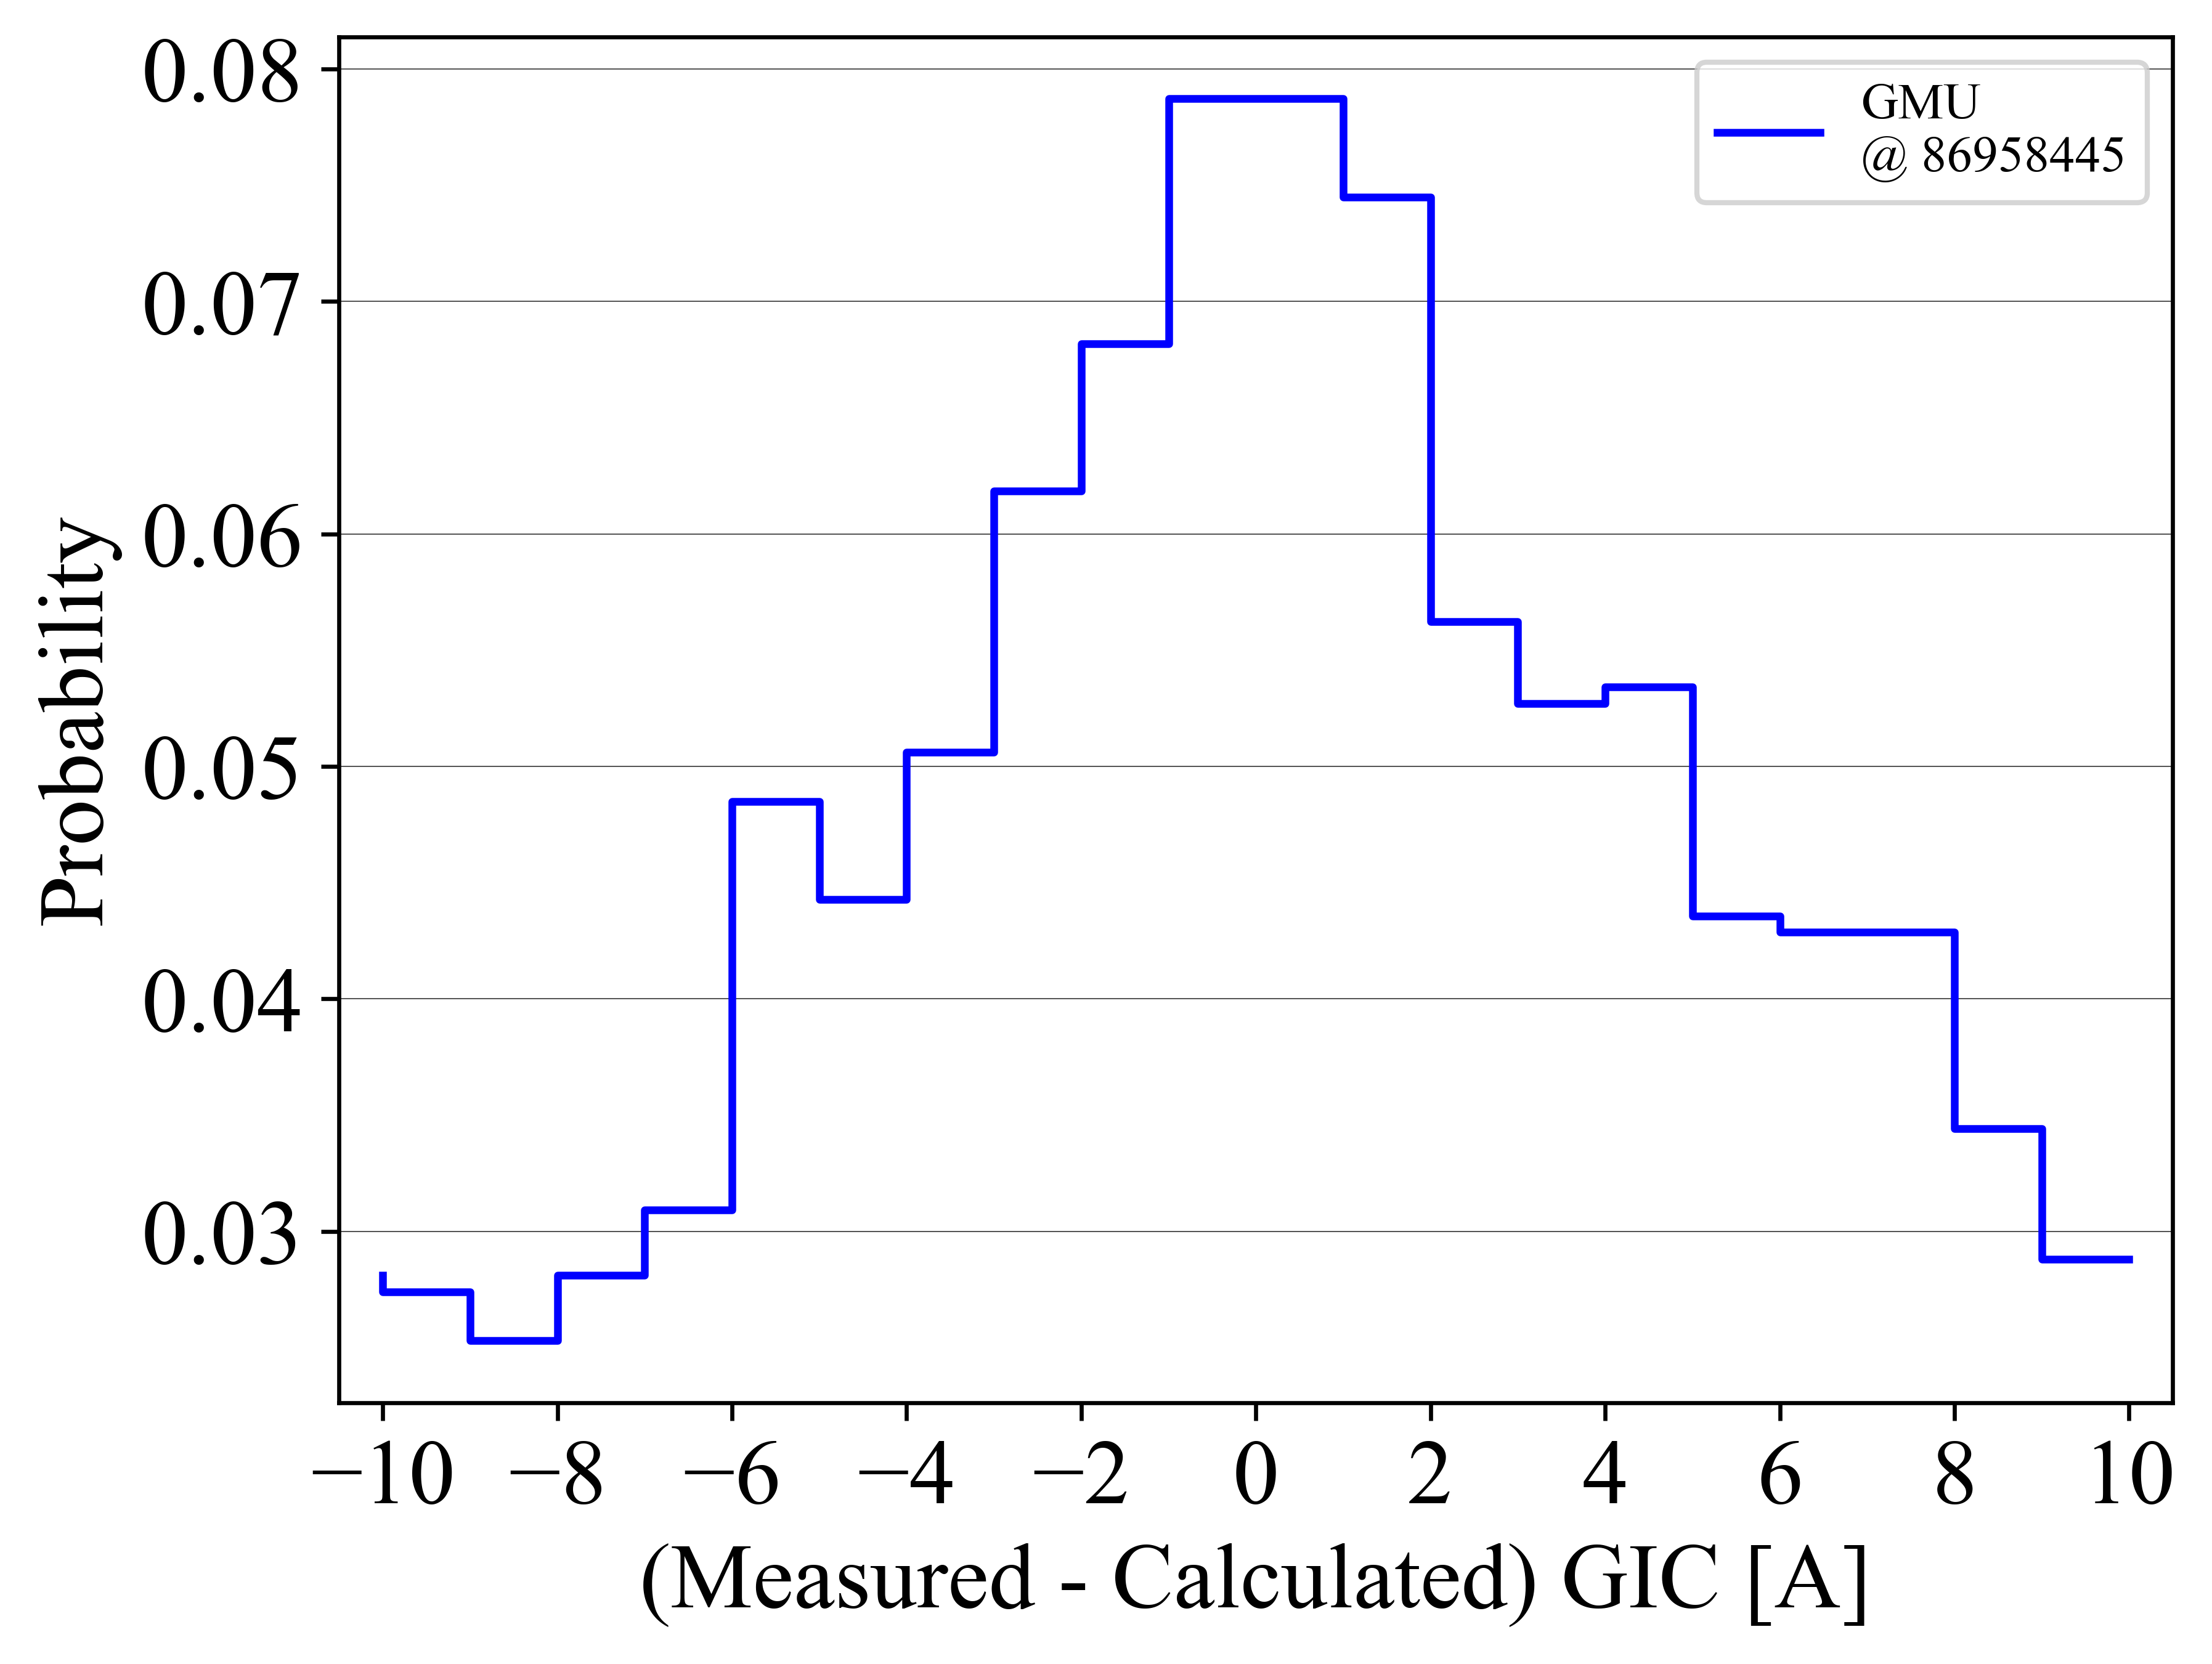 0.08
0.07
0.06
0.05
0.04
0.03
Probability
GMU
@ 86958445
−10 −8 −6 −4 −2 0 2 4 6 8 10
(Measured - Calculated) GIC [A]